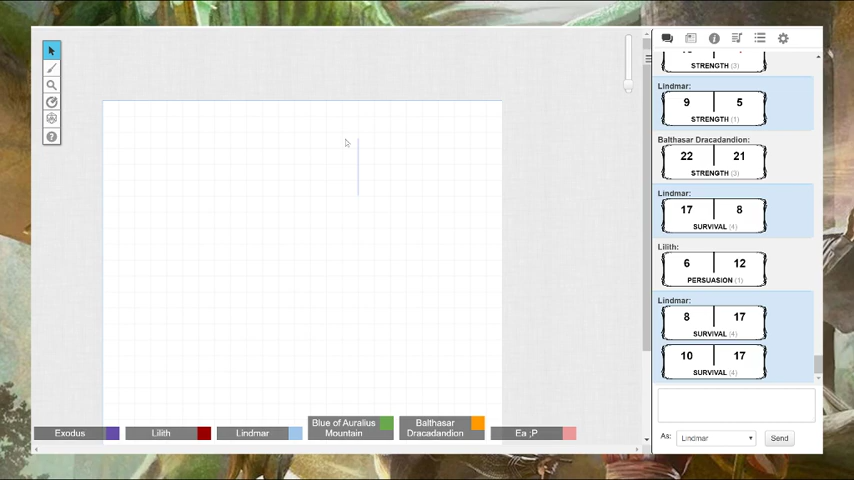 STRENGTH (3)
Lindmar:
9 5
STRENGTH (1)
Balthasar Dracadandion:
22 21
STRENGTH (3)
Lindmar:
17 8
SURVIVAL (4)
Lilith:
6 12
PERSUASION (1)
Lindmar:
8 17
SURVIVAL (4)
10 17
SURVIVAL (4)
As: Lindmar Send
Exodus
Lilith
Lindmar
Blue of Auralius
Mountain
Balthasar
Dracadandion
Ea ;P